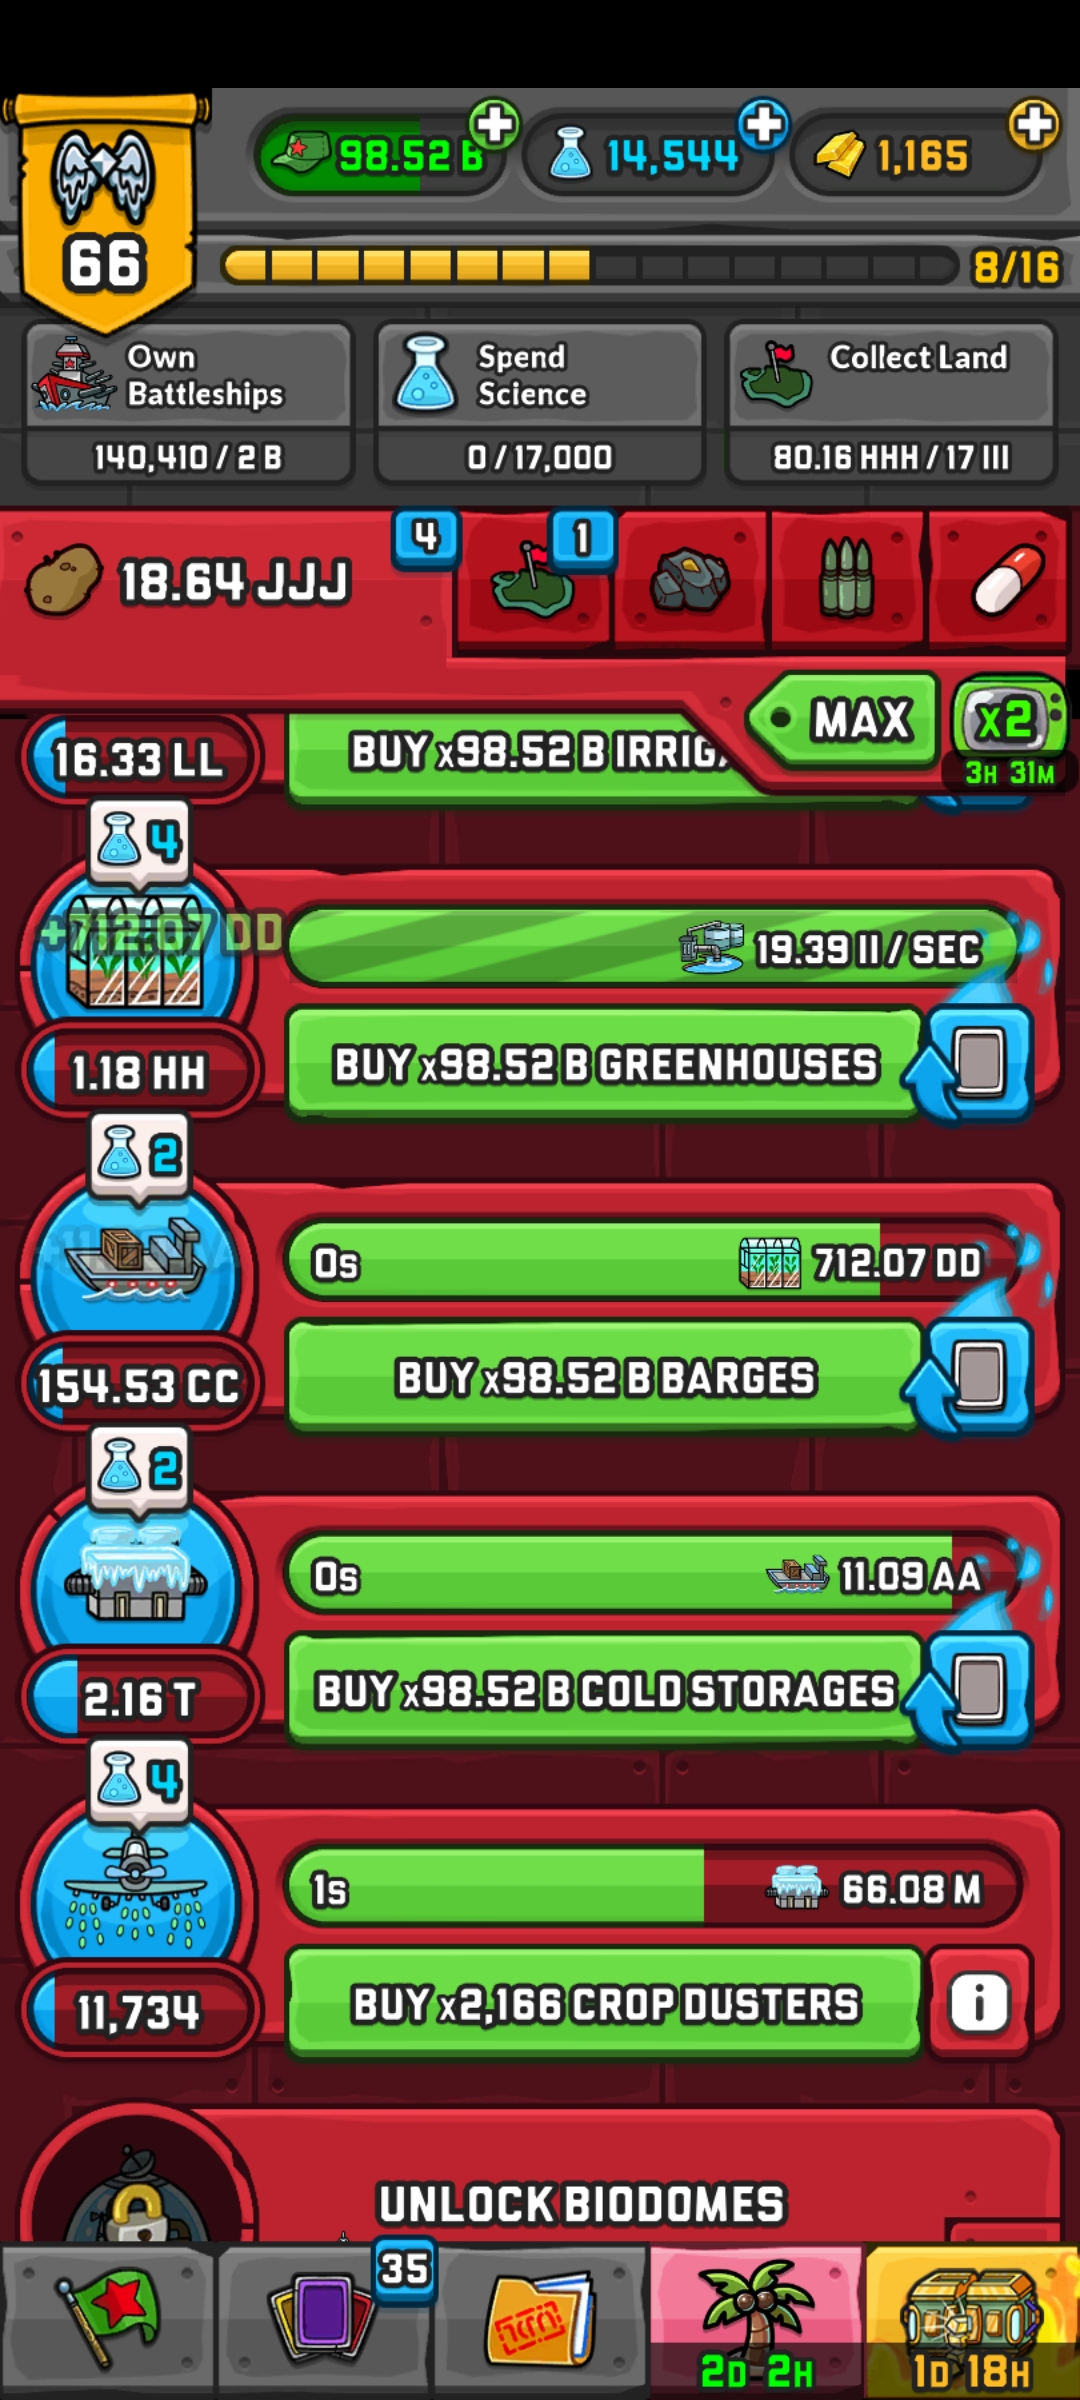 98.52 B
14,544
1,165
66
8/16
Own
Battleships
140,410 / 2 B
Spend
Science
0 / 17,000
Collect Land
80.16 HHH / 17 III
18.64 JJJ
4
1
MAX
x2
3H 31M
16.33 LL
BUY x98.52 B IRRIG
4
+712.07 DD
19.39 II / SEC
1.18 HH
BUY x98.52 B GREENHOUSES
2
0s
712.07 DD
154.53 CC
BUY x98.52 B BARGES
2
0s
11.09 AA
2.16 T
BUY x98.52 B COLD STORAGES
4
1s
66.08 M
11,734
BUY x2,166 CROP DUSTERS
i
UNLOCK BIODOMES
35
2D 2H
1D 18H